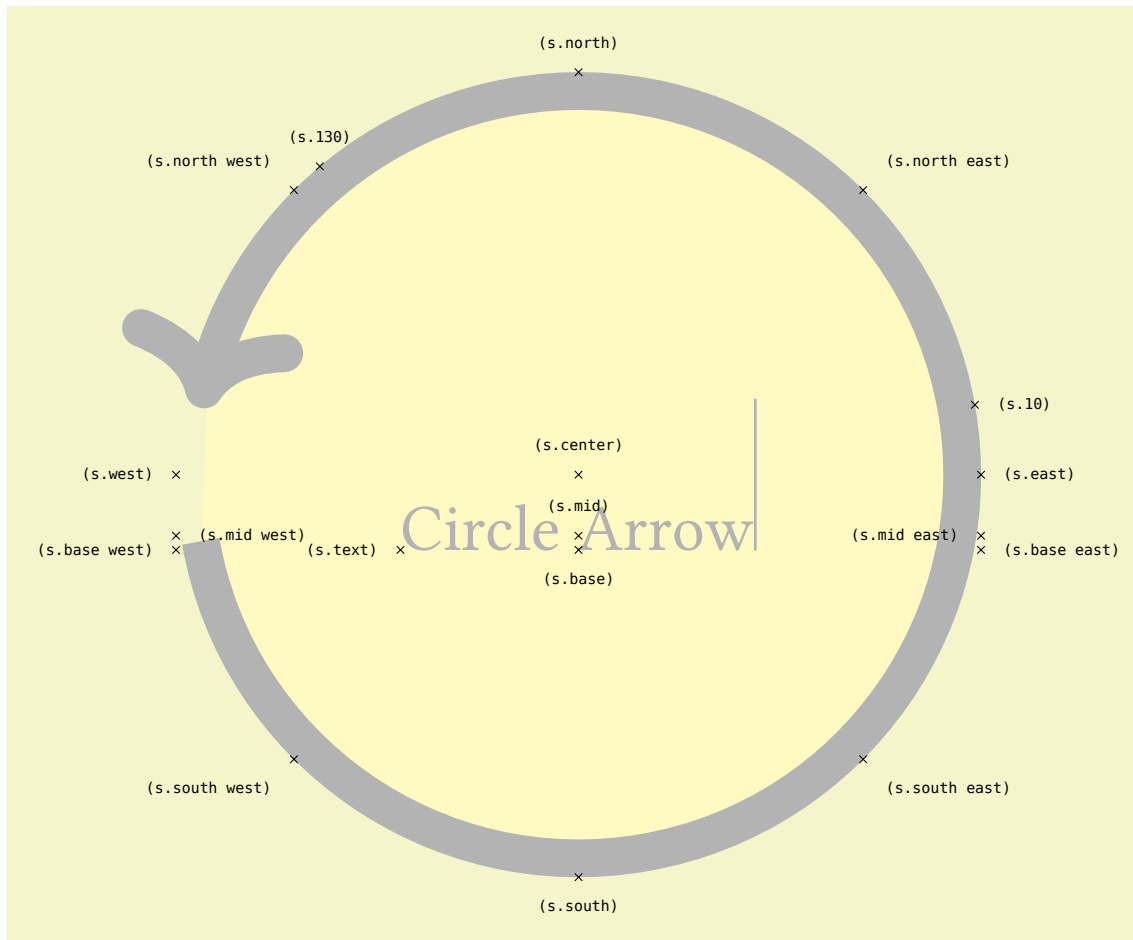 (s.north)
(s.130)
(s.north west)
(s.north east)
(s.10)
(s.center)
(s.west)
(s.east)
(s.mid)
Circle Arrow
(s.mid west)
(s.mid east)
(s.base west)
(s.text)
(s.base east)
(s.base)
(s.south west)
(s.south east)
(s.south)